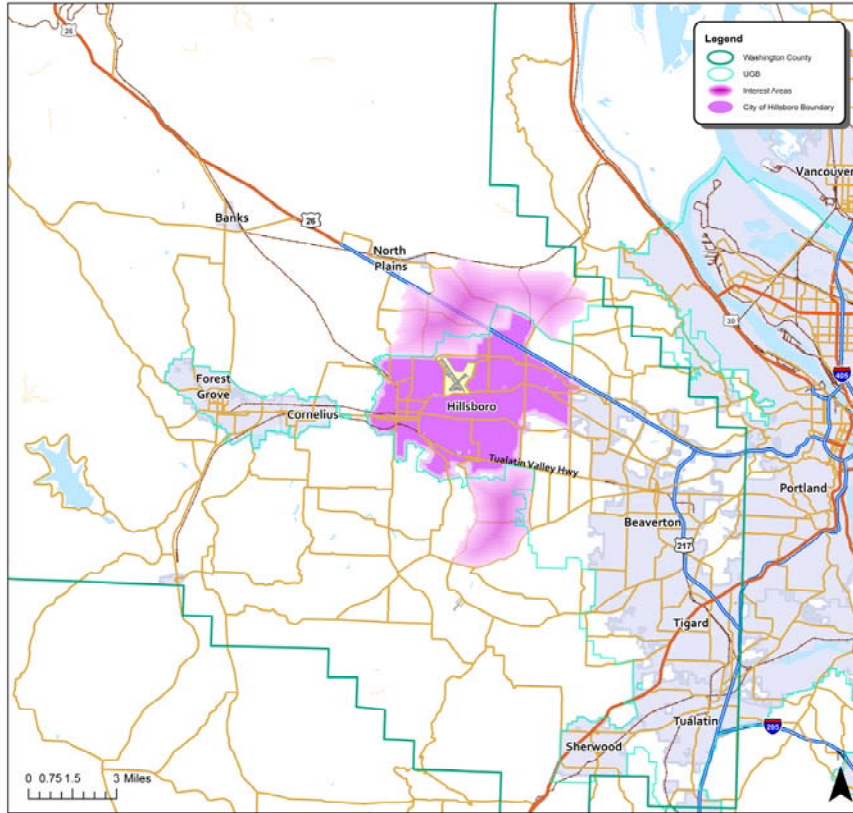 26
Legend
Washington County
UGB
Interest Areas
City of Hillsboro Boundary
Vancouver
Banks
26
North
Plains
30
405
Forest
Grove
Cornelius
Hillsboro
Tualatin Valley Hwy
Portland
Beaverton
217
Tigard
Tualatin
205
Sherwood
0 0.75 1.5 3 Miles